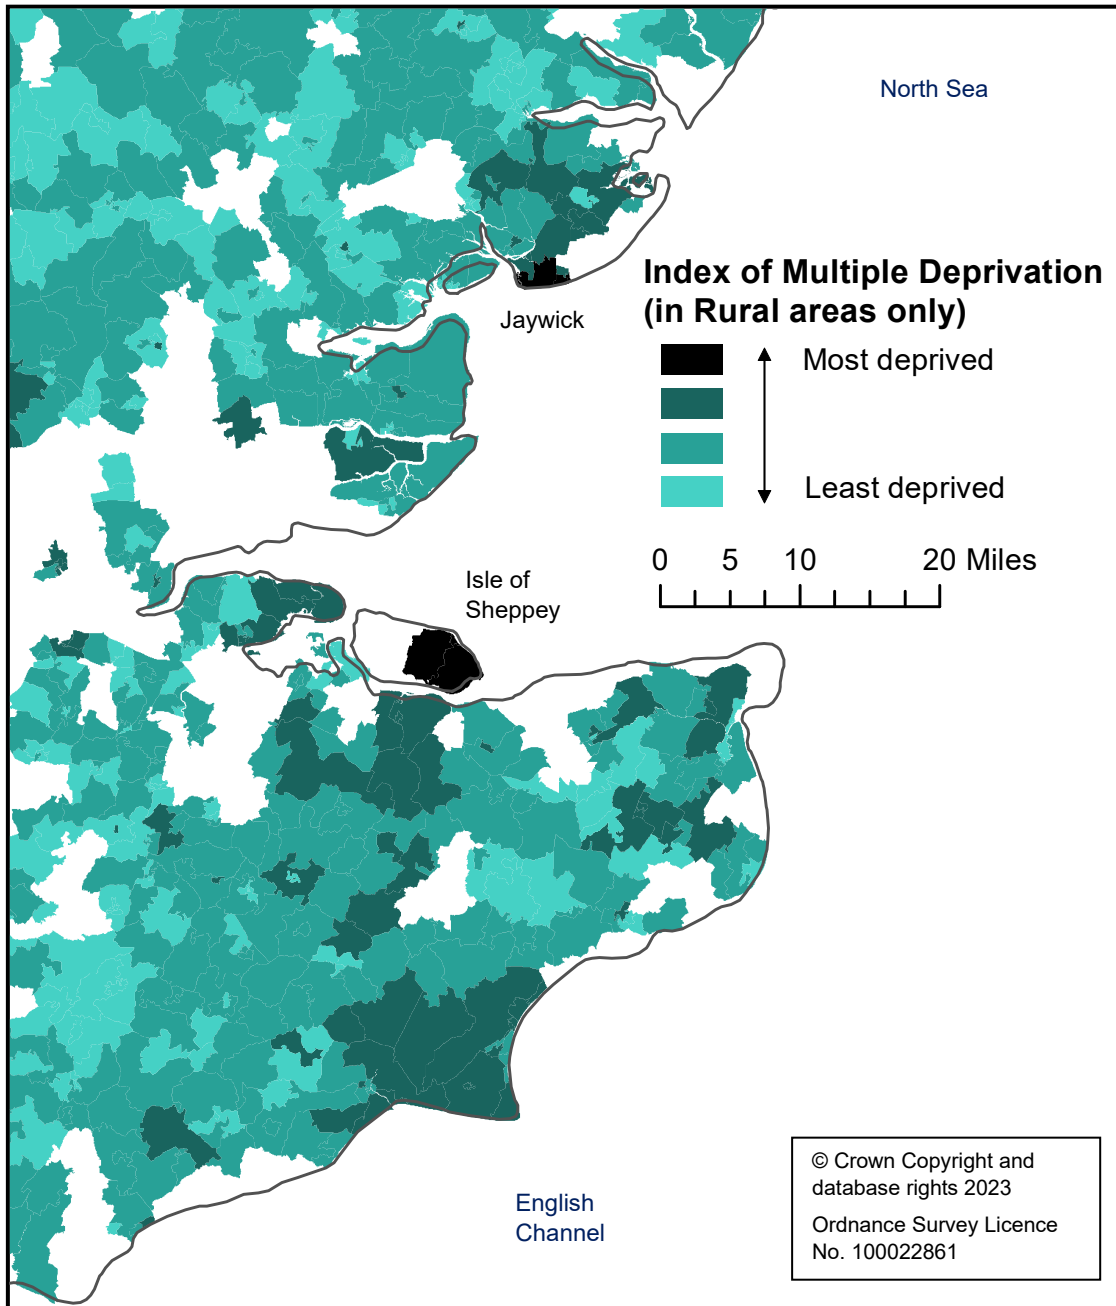 North Sea
Index of Multiple Deprivation
(in Rural areas only)
Most deprived
Least deprived
Jaywick
0 5 10 20 Miles
Isle of
Sheppey
English
Channel
© Crown Copyright and
database rights 2023
Ordnance Survey Licence
No. 100022861